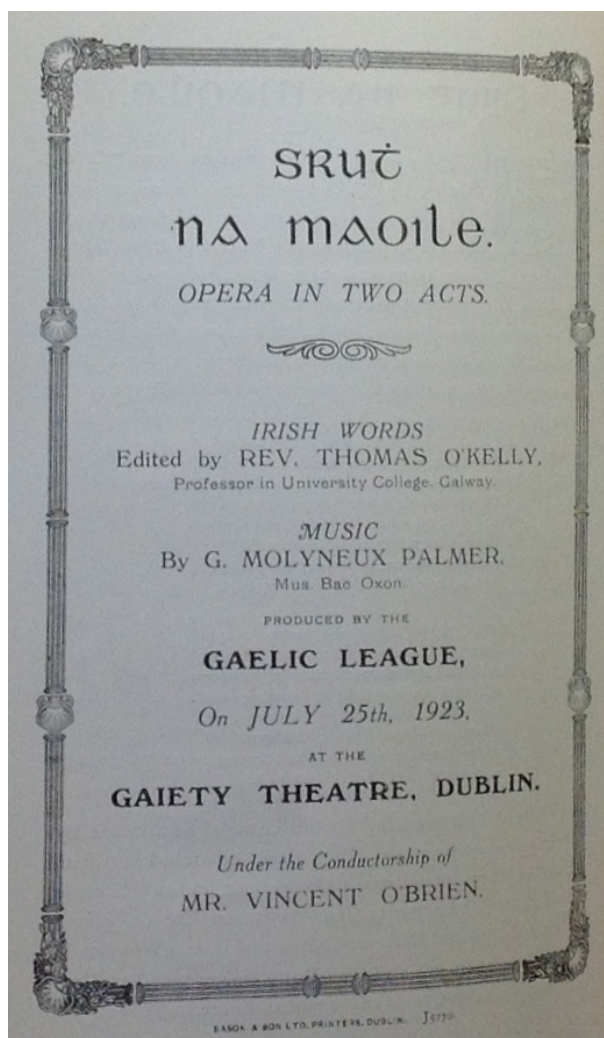 Sruṫ
na maoile.
OPERA IN TWO ACTS.
IRISH WORDS
Edited by REV. THOMAS O'KELLY,
Professor in University College, Galway.
MUSIC
By G. MOLYNEUX PALMER,
Mus. Bac Oxon.
PRODUCED BY THE
GAELIC LEAGUE,
On JULY 25th, 1923,
AT THE
GAIETY THEATRE, DUBLIN.
Under the Conductorship of
MR. VINCENT O'BRIEN.
EASON & SON LTD, PRINTERS, DUBLIN.